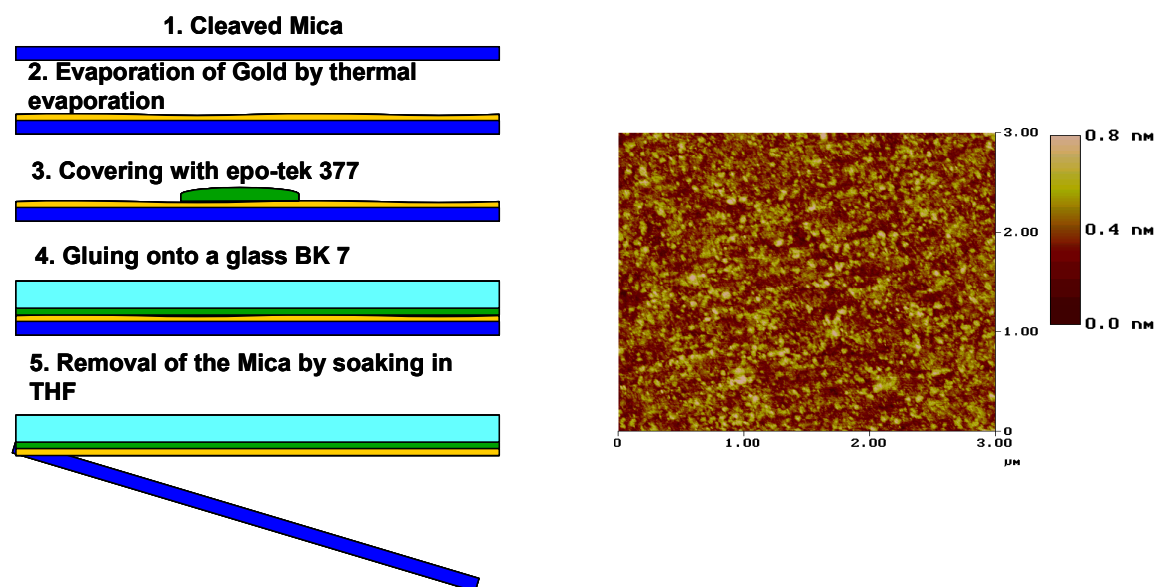 1. Cleaved Mica
2. Evaporation of Gold by thermal
evaporation
3. Covering with epo-tek 377
4. Gluing onto a glass BK 7
5. Removal of the Mica by soaking in
THF
3.00
2.00
1.00
0
0
1.00
2.00
3.00
µM
0.8 nm
0.4 nm
0.0 nm